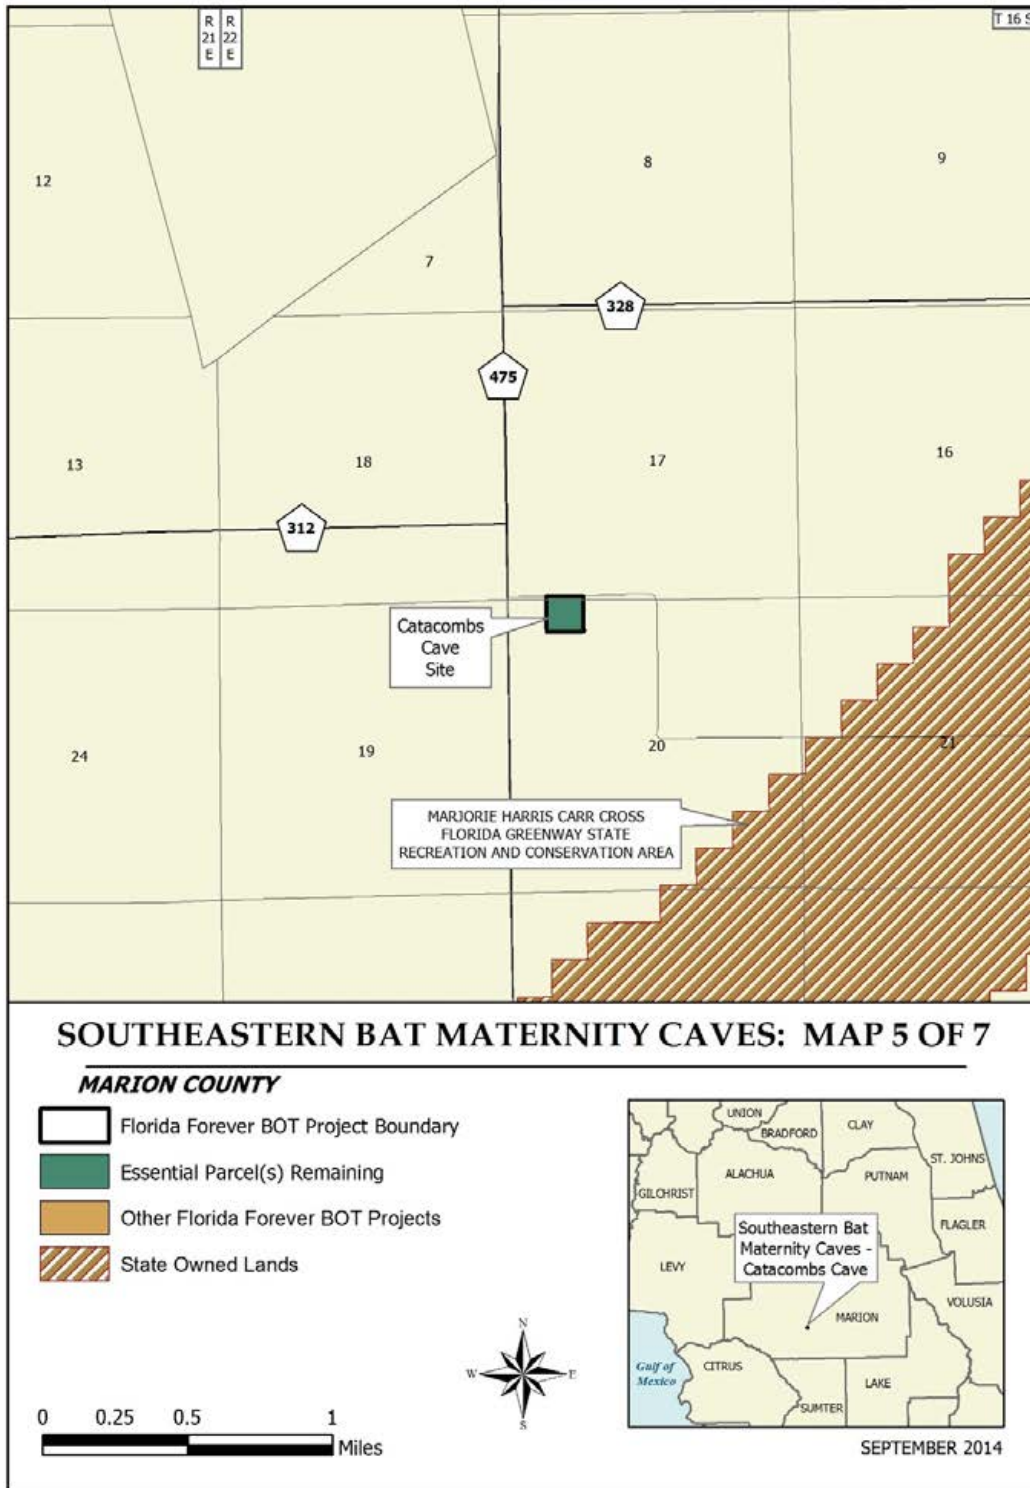 R
21
E
R
22
E
T 16 S
8
9
12
7
328
475
13
18
17
16
312
Catacombs
Cave
Site
24
19
20
21
MARJORIE HARRIS CARR CROSS
FLORIDA GREENWAY STATE
RECREATION AND CONSERVATION AREA
SOUTHEASTERN BAT MATERNITY CAVES: MAP 5 OF 7
MARION COUNTY
Florida Forever BOT Project Boundary
Essential Parcel(s) Remaining
Other Florida Forever BOT Projects
State Owned Lands
UNION
BRADFORD
CLAY
ST. JOHNS
ALACHUA
PUTNAM
GILCHRIST
FLAGLER
Southeastern Bat
Maternity Caves -
Catacombs Cave
LEVY
VOLUSIA
MARION
Gulf of
Mexico
CITRUS
LAKE
SUMTER
N
W
E
S
0 0.25 0.5 1
Miles
SEPTEMBER 2014